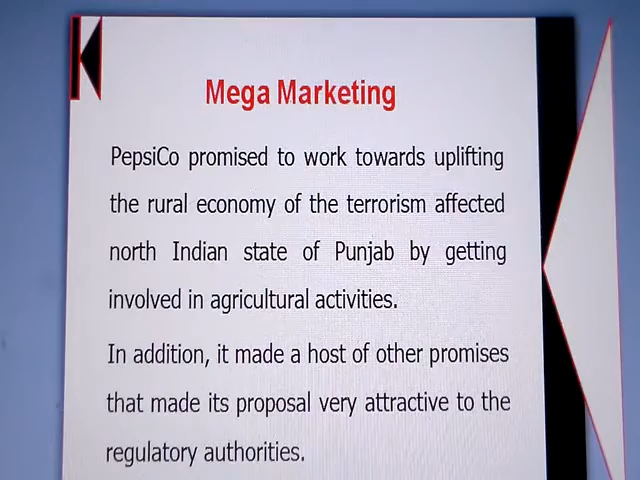 Mega Marketing
PepsiCo promised to work towards uplifting
the rural economy of the terrorism affected
north Indian state of Punjab by getting
involved in agricultural activities.
In addition, it made a host of other promises
that made its proposal very attractive to the
regulatory authorities.